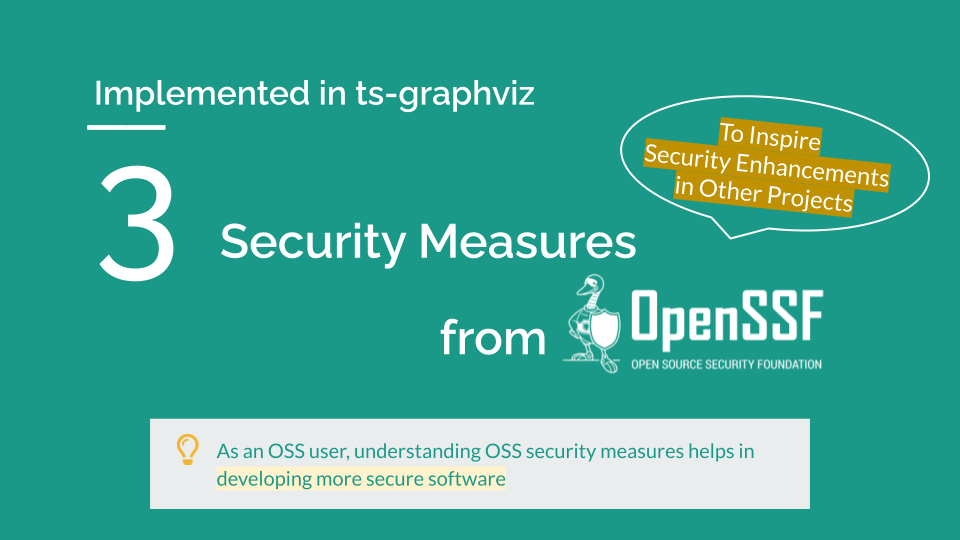 Implemented in ts-graphviz
To Inspire
Security Enhancements
in Other Projects
3
Security Measures
from
OpenSSF
OPEN SOURCE SECURITY FOUNDATION
As an OSS user, understanding OSS security measures helps in
developing more secure software